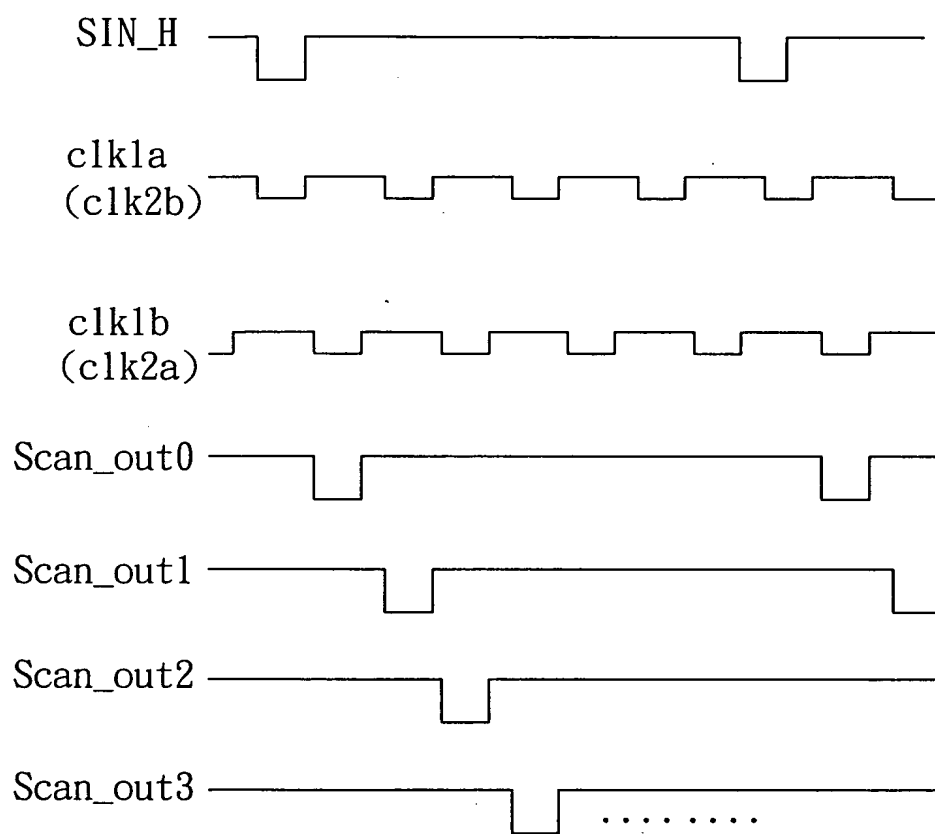 SIN_H
clk1a
(clk2b)
clk1b
(clk2a)
Scan_out0
Scan_out1
Scan_out2
Scan_out3
........